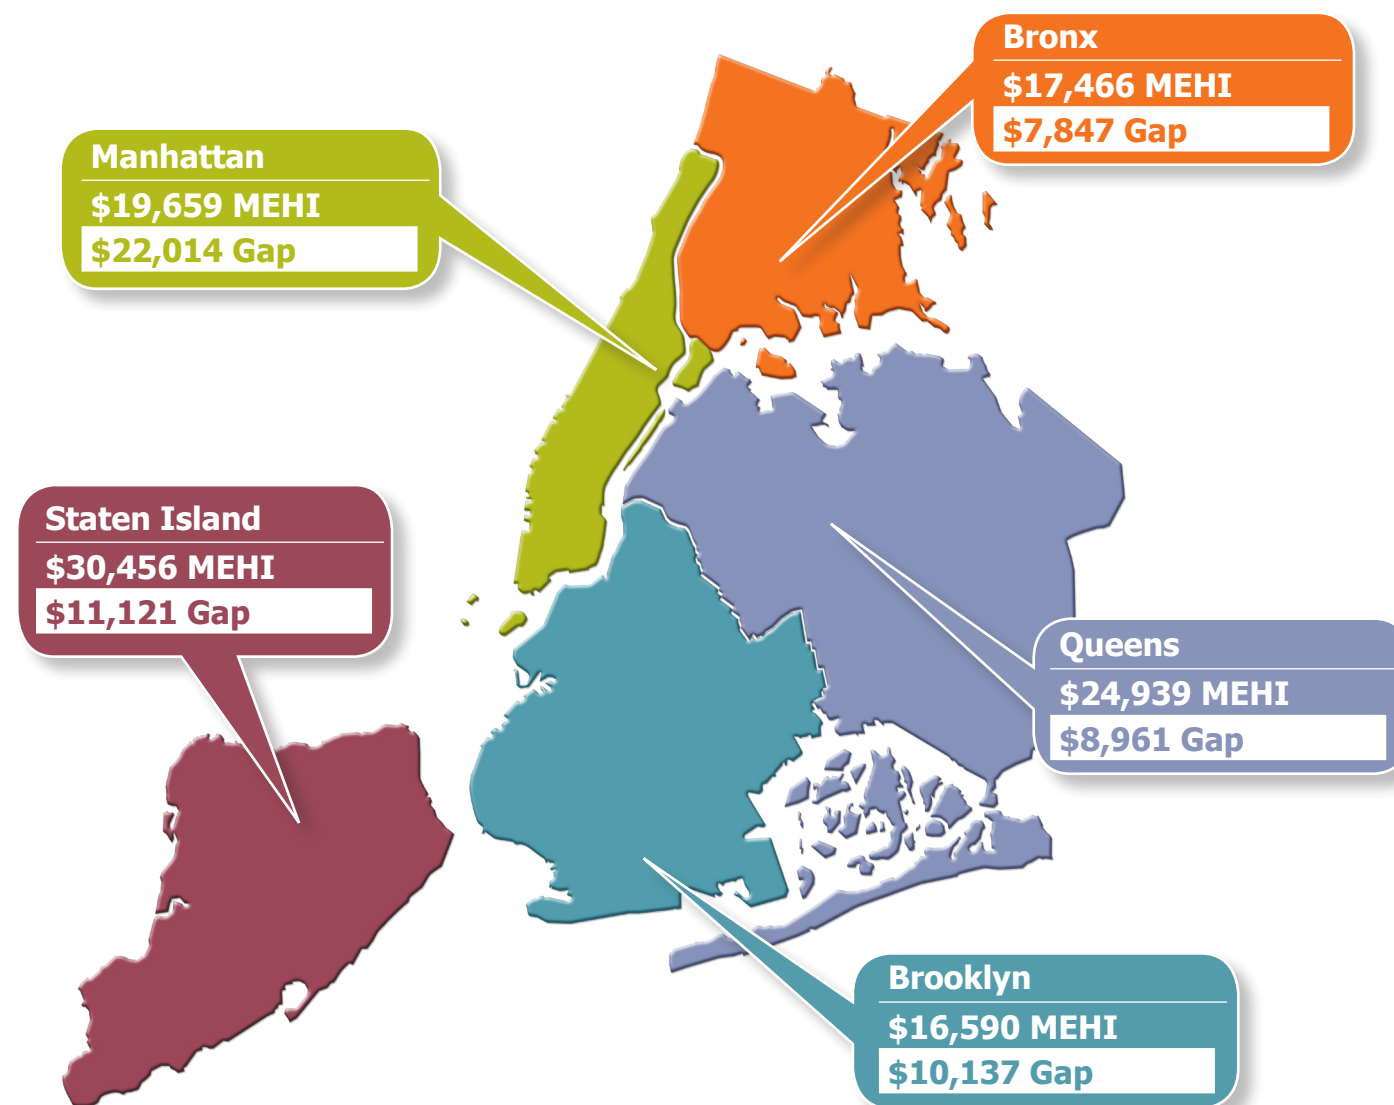 Bronx
$17,466 MEHI
$7,847 Gap
Manhattan
$19,659 MEHI
$22,014 Gap
Staten Island
$30,456 MEHI
$11,121 Gap
Queens
$24,939 MEHI
$8,961 Gap
Brooklyn
$16,590 MEHI
$10,137 Gap